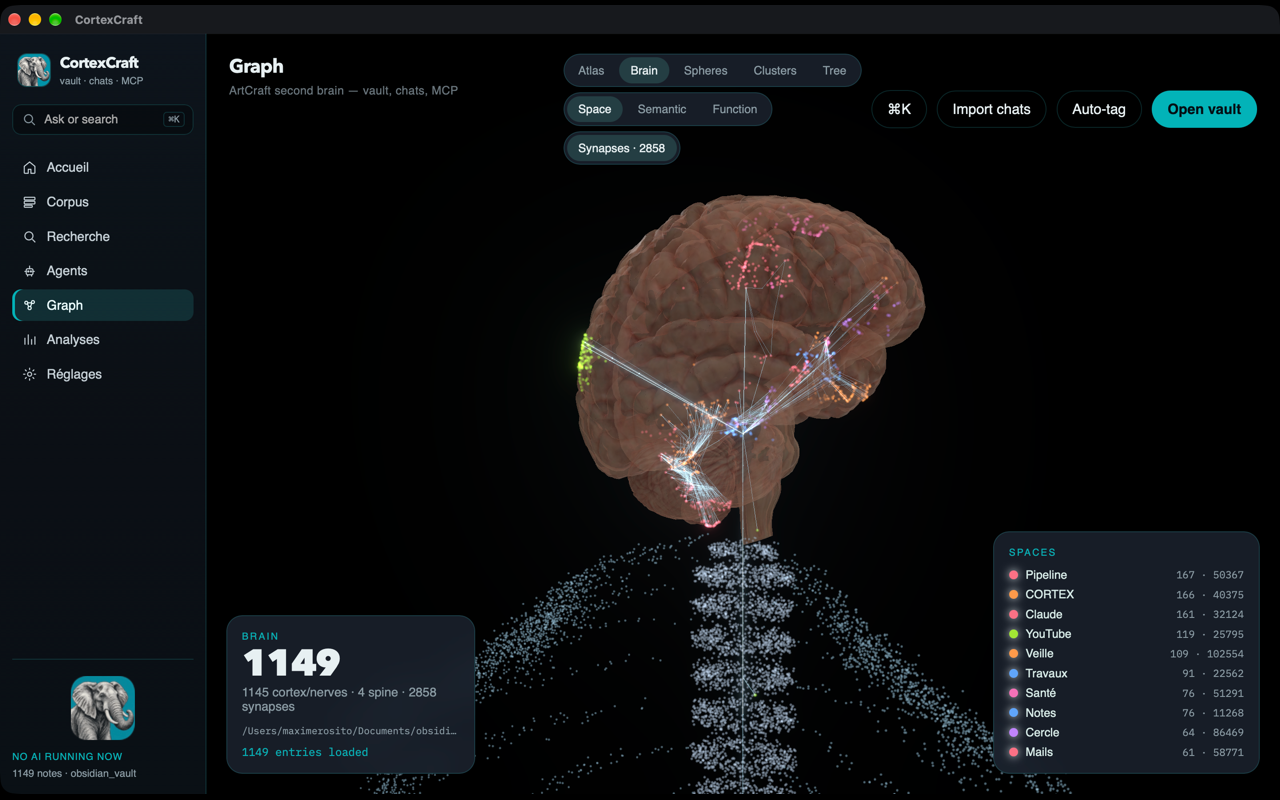 CortexCraft
CortexCraft
vault · chats · MCP
Ask or search ⌘K
Accueil
Corpus
Recherche
Agents
Graph
Analyses
Réglages
NO AI RUNNING NOW
1149 notes · obsidian_vault
Graph
ArtCraft second brain — vault, chats, MCP
Atlas Brain Spheres Clusters Tree
Space Semantic Function
Synapses · 2858
⌘K Import chats Auto-tag Open vault
BRAIN
1149
1145 cortex/nerves · 4 spine · 2858
synapses
/Users/maximerosito/Documents/obsidi…
1149 entries loaded
SPACES
Pipeline 167 · 50367
CORTEX 166 · 40375
Claude 161 · 32124
YouTube 119 · 25795
Veille 109 · 102554
Travaux 91 · 22562
Santé 76 · 51291
Notes 76 · 11268
Cercle 64 · 86469
Mails 61 · 58771